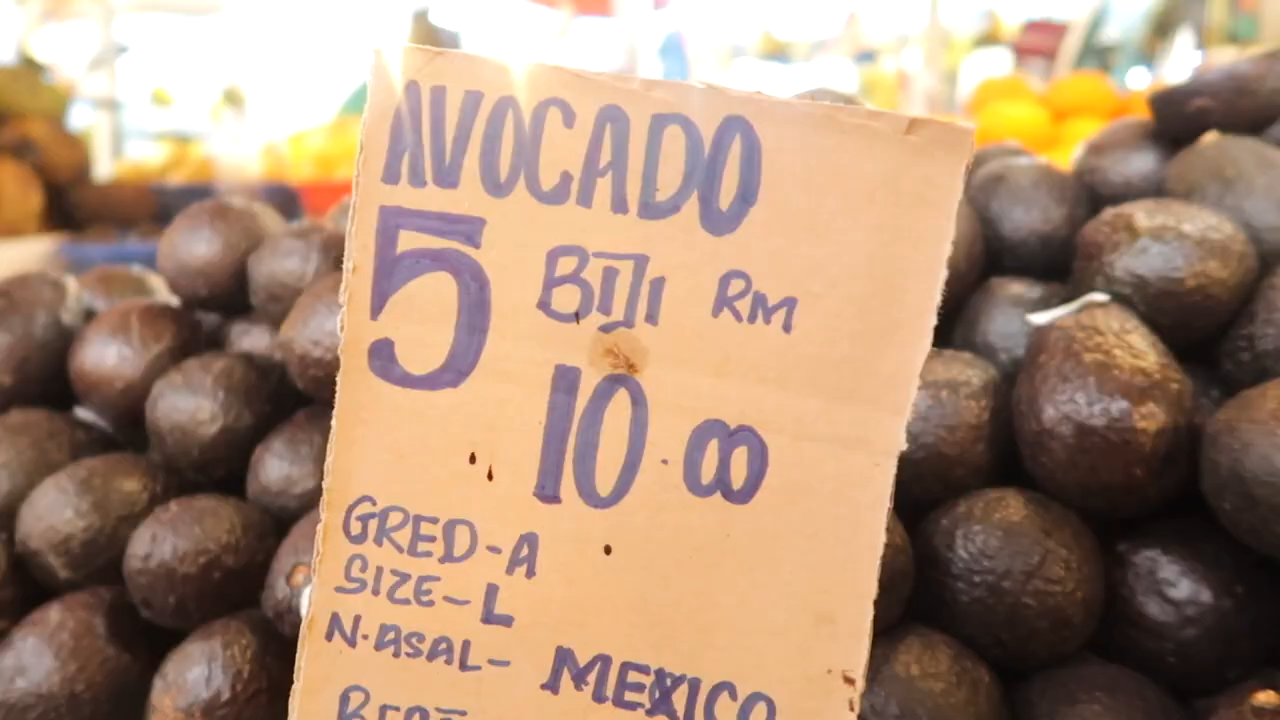 AVOCADO
5 BIJI RM
10.00
GRED-A
SIZE-L
N.ASAL- MEXICO